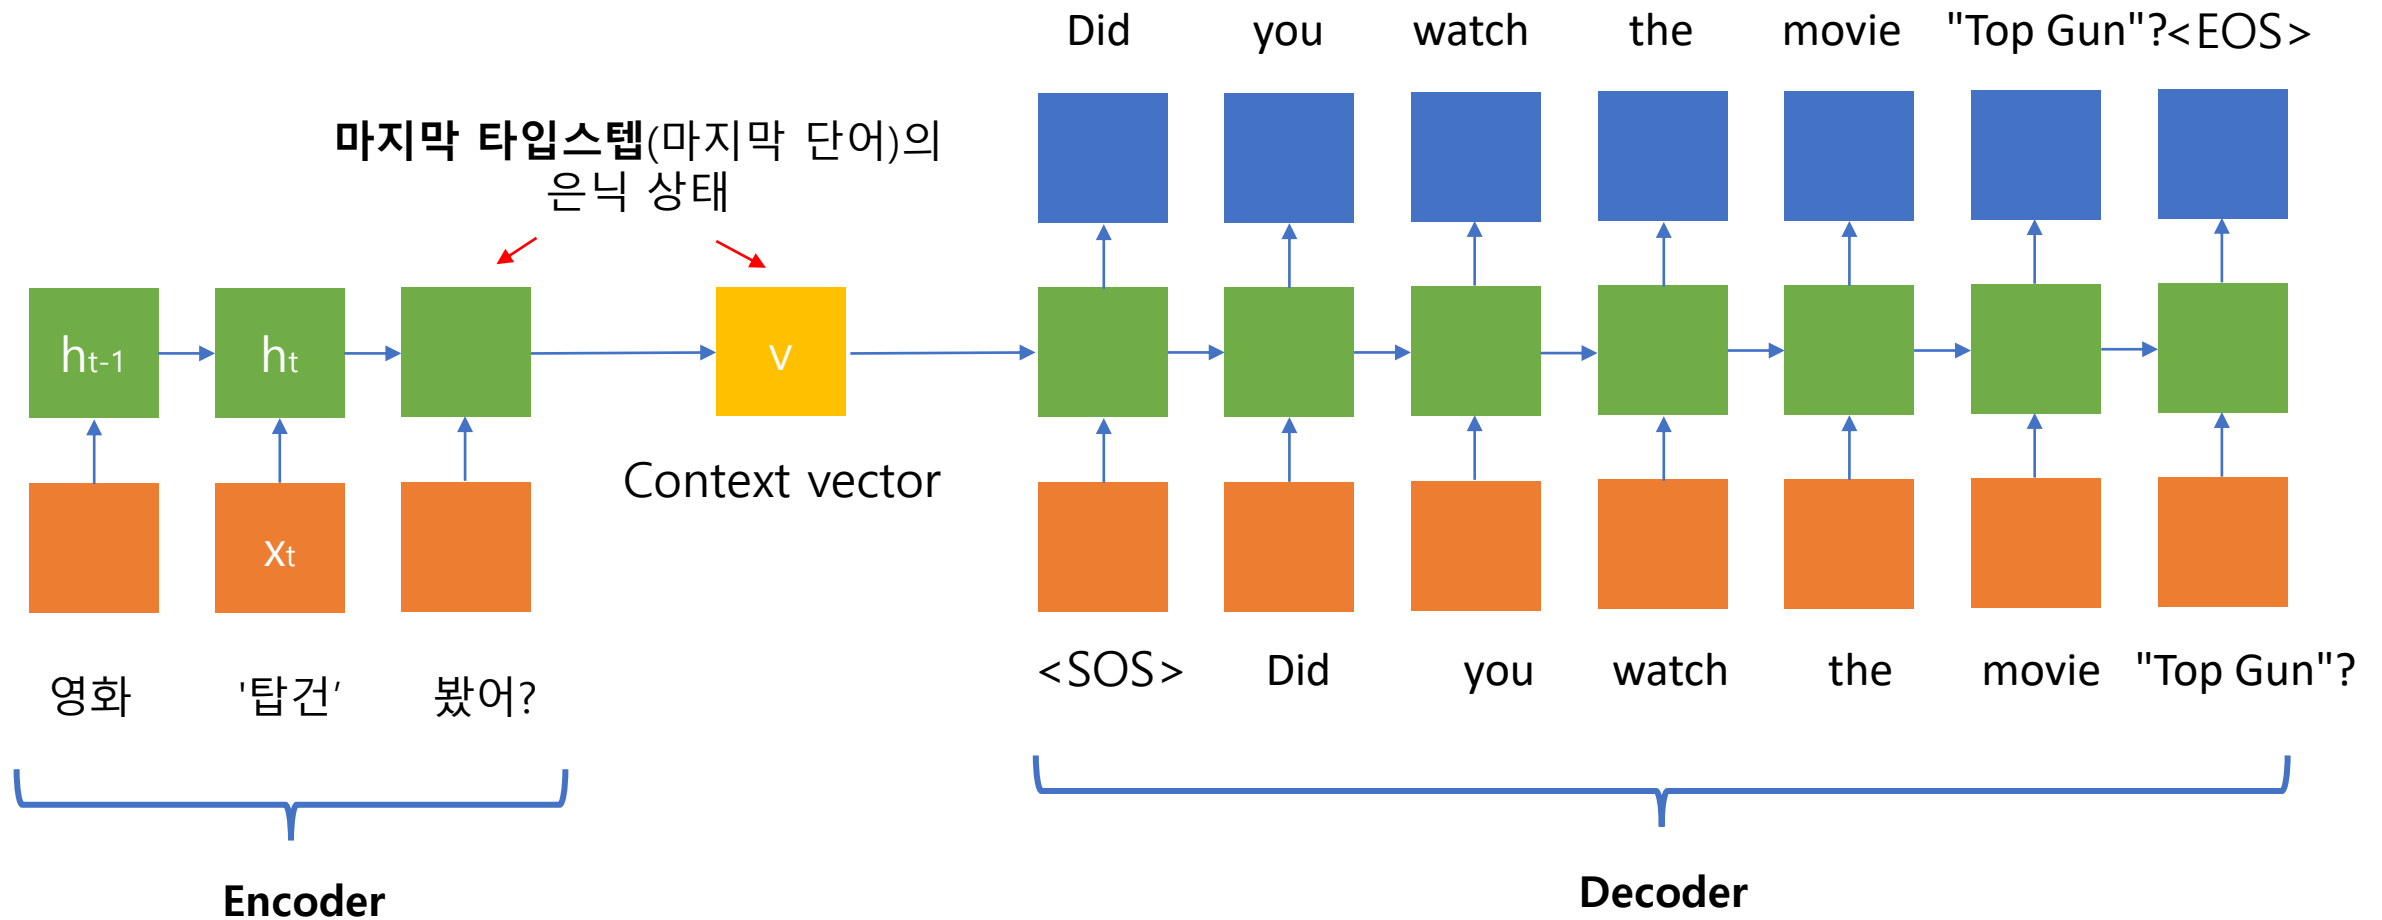 Did you watch the movie "Top Gun"?<EOS>
마지막 타입스텝(마지막 단어)의
은닉 상태
ht-1 ht v
Context vector
xt
<SOS> Did you watch the movie "Top Gun"?
영화 '탑건' 봤어?
Encoder
Decoder